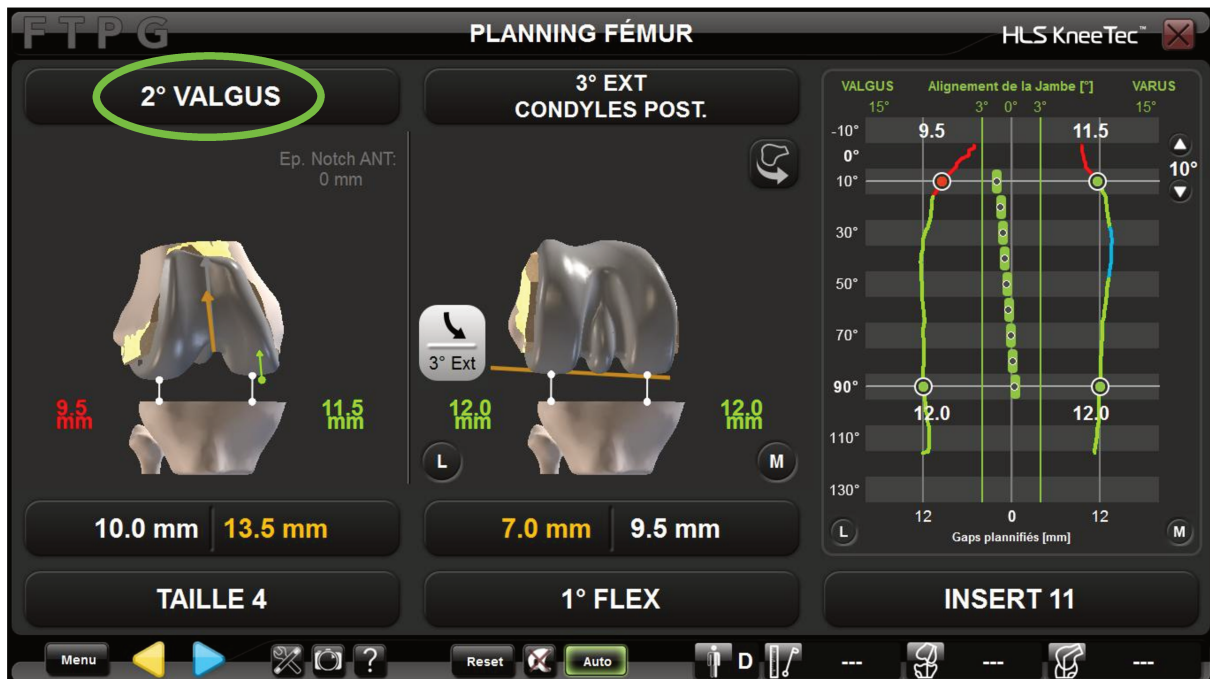 FTPG
PLANNING FÉMUR
HLS KneeTec™
2° VALGUS
3° EXT
CONDYLES POST.
Ep. Notch ANT:
0 mm
3° Ext
9.5
mm
11.5
mm
12.0
mm
12.0
mm
L
M
10.0 mm 13.5 mm
7.0 mm 9.5 mm
TAILLE 4
1° FLEX
VALGUS Alignement de la Jambe [°] VARUS
15° 3° 0° 3° 15°
-10°
9.5 11.5
0°
10°
10°
30°
50°
70°
90°
12.0 12.0
110°
130°
12 0 12
L Gaps plannifiés [mm] M
INSERT 11
Menu ? Reset Auto D --- --- ---